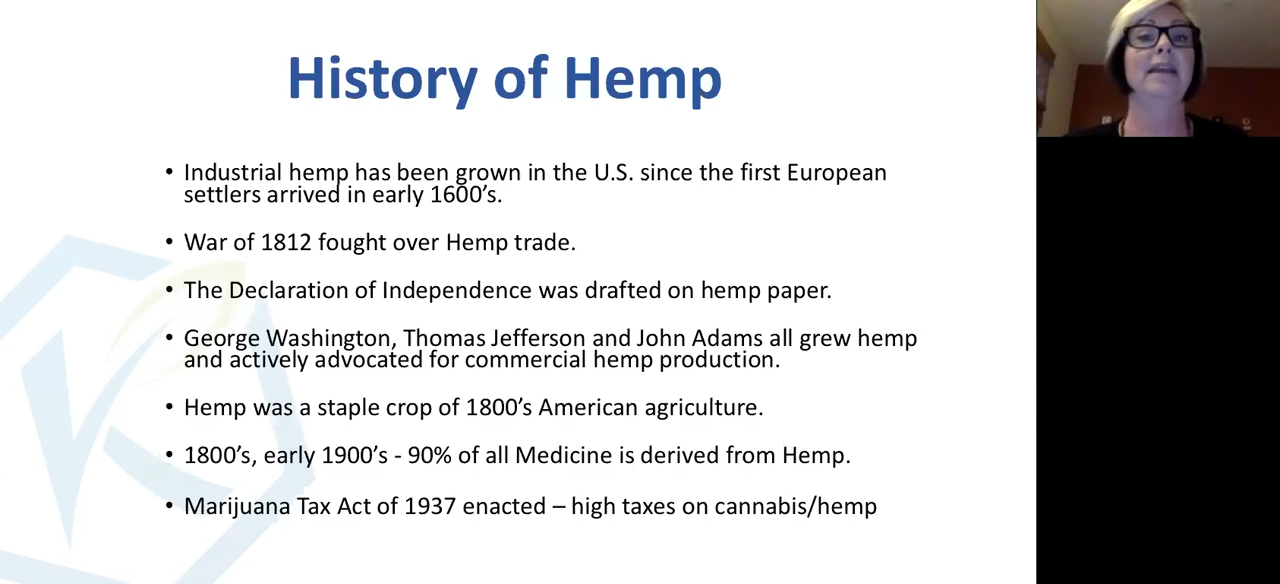 History of Hemp
• Industrial hemp has been grown in the U.S. since the first European
settlers arrived in early 1600's.
• War of 1812 fought over Hemp trade.
• The Declaration of Independence was drafted on hemp paper.
• George Washington, Thomas Jefferson and John Adams all grew hemp
and actively advocated for commercial hemp production.
• Hemp was a staple crop of 1800's American agriculture.
• 1800's, early 1900's - 90% of all Medicine is derived from Hemp.
• Marijuana Tax Act of 1937 enacted – high taxes on cannabis/hemp